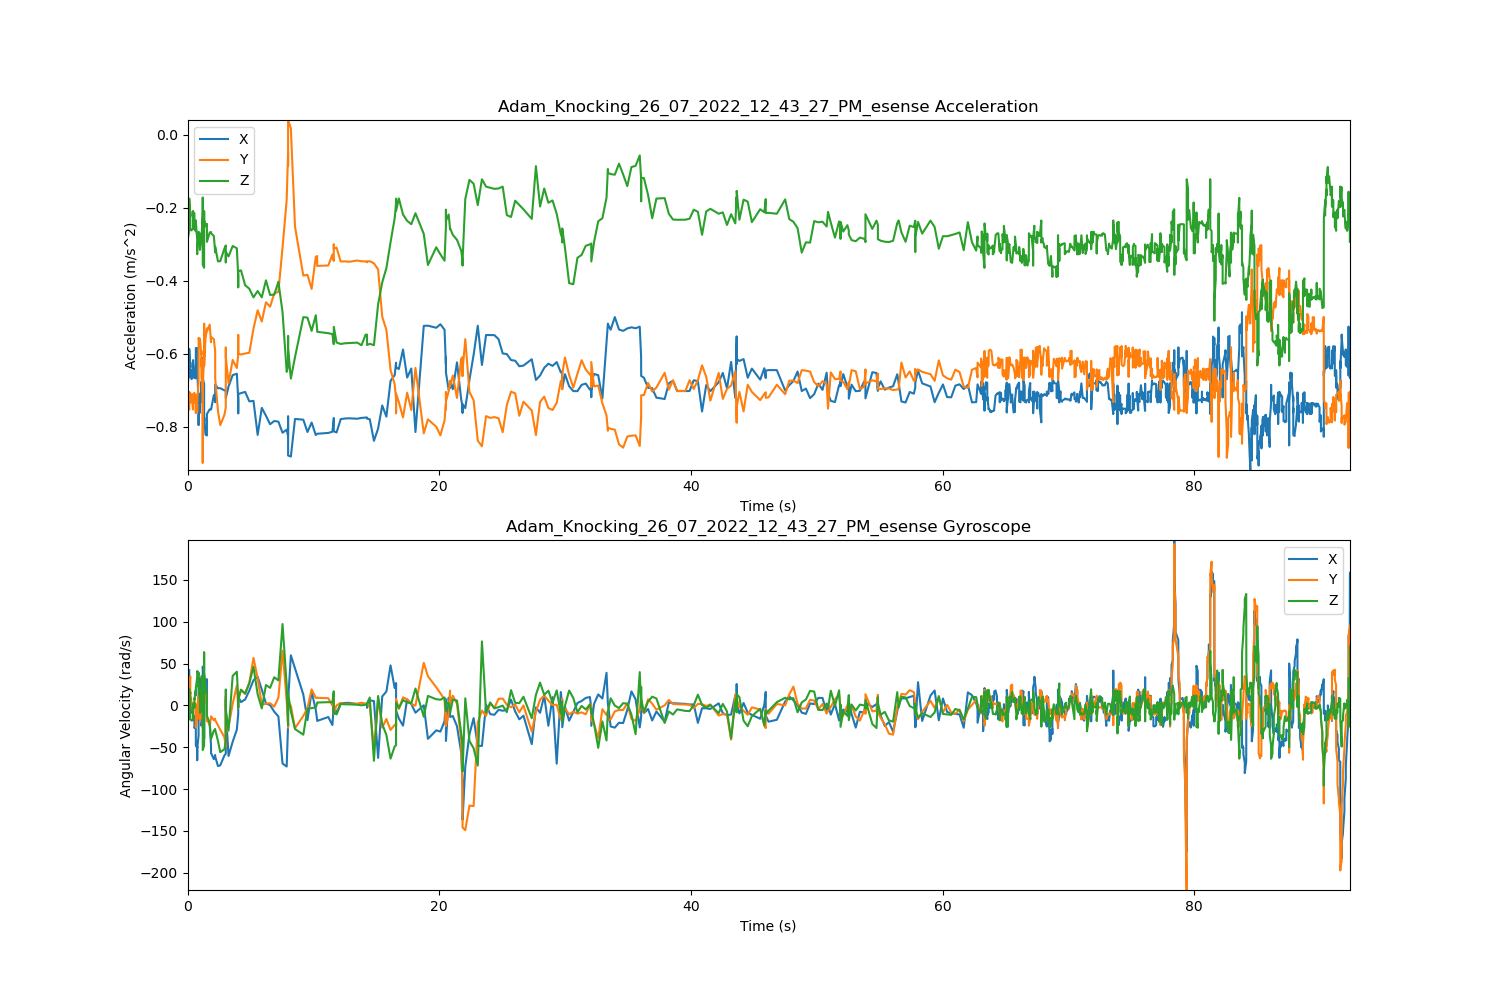 Adam_Knocking_26_07_2022_12_43_27_PM_esense Acceleration
Acceleration (m/s^2)
0.0
−0.2
−0.4
−0.6
−0.8
X
Y
Z
0 20 40 60 80
Time (s)
Adam_Knocking_26_07_2022_12_43_27_PM_esense Gyroscope
Angular Velocity (rad/s)
150
100
50
0
−50
−100
−150
−200
X
Y
Z
0 20 40 60 80
Time (s)